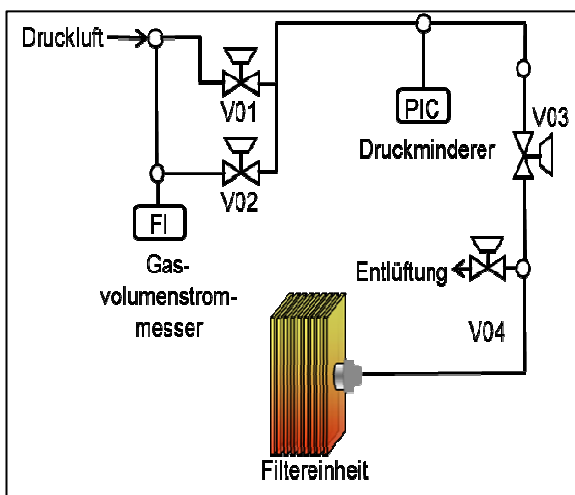 Druckluft
V01
PIC
V03
Druckminderer
V02
FI
Gas-
volumenstrom-
messer
Entlüftung
V04
Filtereinheit